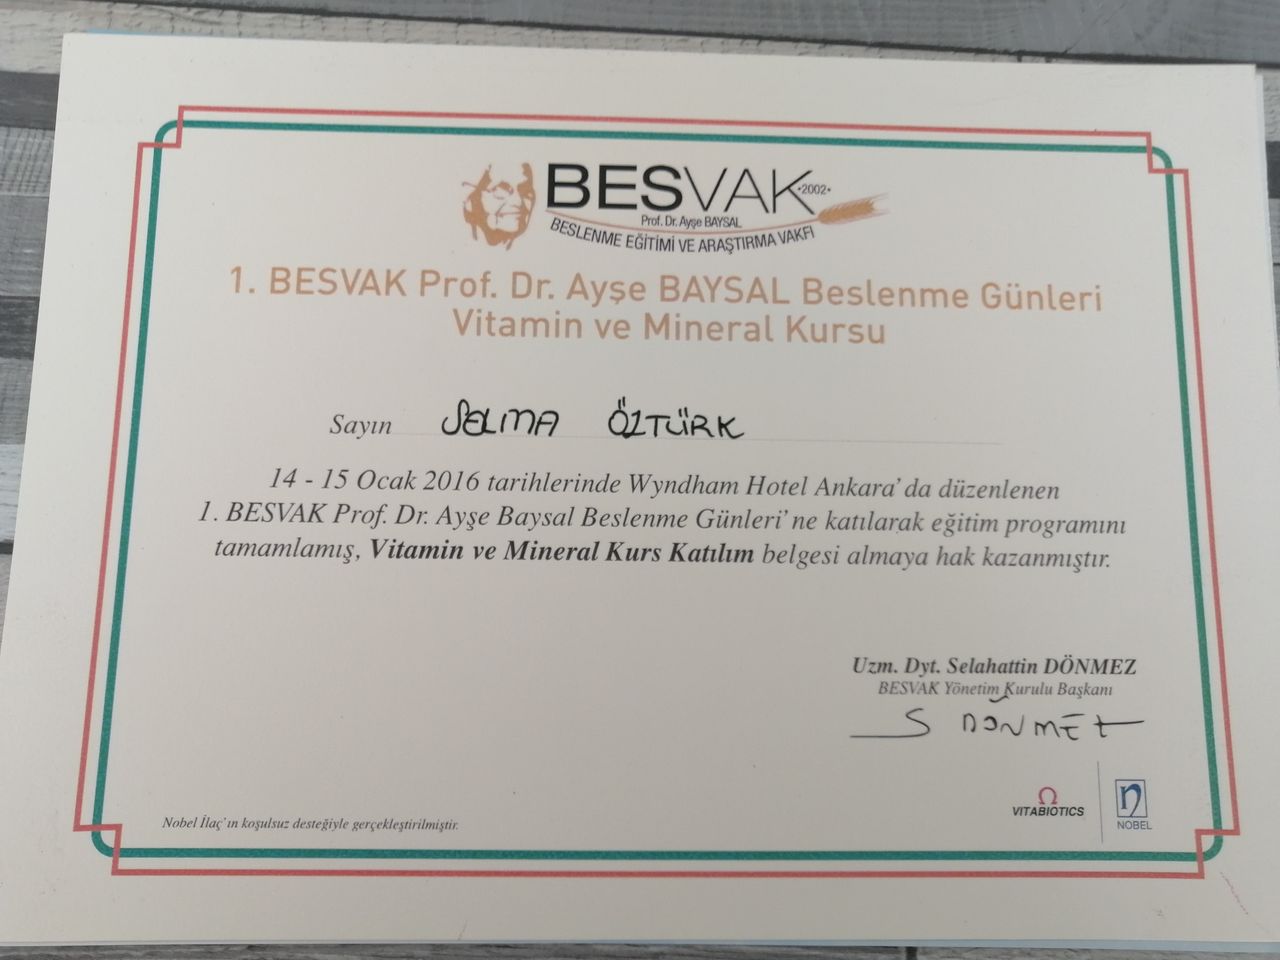 BESVAK
•2002•
Prof. Dr. Ayşe BAYSAL
BESLENME EĞİTİMİ VE ARAŞTIRMA VAKFI
1. BESVAK Prof. Dr. Ayşe BAYSAL Beslenme Günleri
Vitamin ve Mineral Kursu
Sayın SELMA ÖZTÜRK
14 - 15 Ocak 2016 tarihlerinde Wyndham Hotel Ankara'da düzenlenen
1. BESVAK Prof. Dr. Ayşe Baysal Beslenme Günleri'ne katılarak eğitim programını
tamamlamış, Vitamin ve Mineral Kurs Katılım belgesi almaya hak kazanmıştır.
Uzm. Dyt. Selahattin DÖNMEZ
BESVAK Yönetim Kurulu Başkanı
S DÖNMEZ
VITABIOTICS
n
NOBEL
Nobel İlaç'ın koşulsuz desteğiyle gerçekleştirilmiştir.